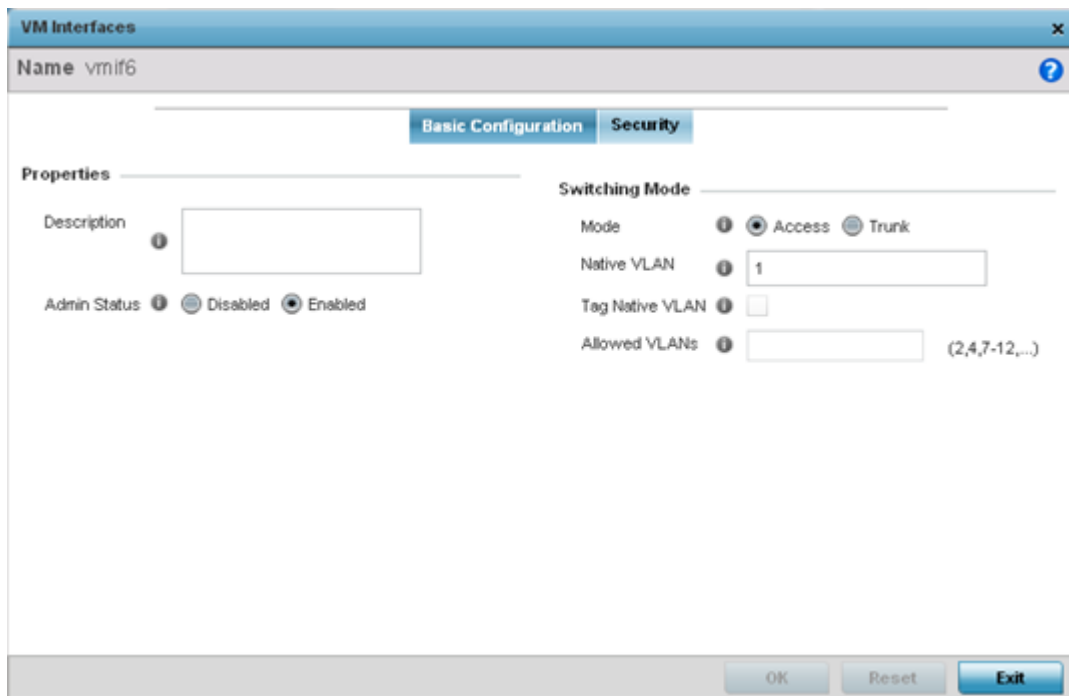 VM Interfaces
Name vmif6
Basic Configuration Security
Properties
Description
Admin Status Disabled Enabled
Switching Mode
Mode Access Trunk
Native VLAN 1
Tag Native VLAN
Allowed VLANs (2,4,7-12,...)
OK Reset Exit